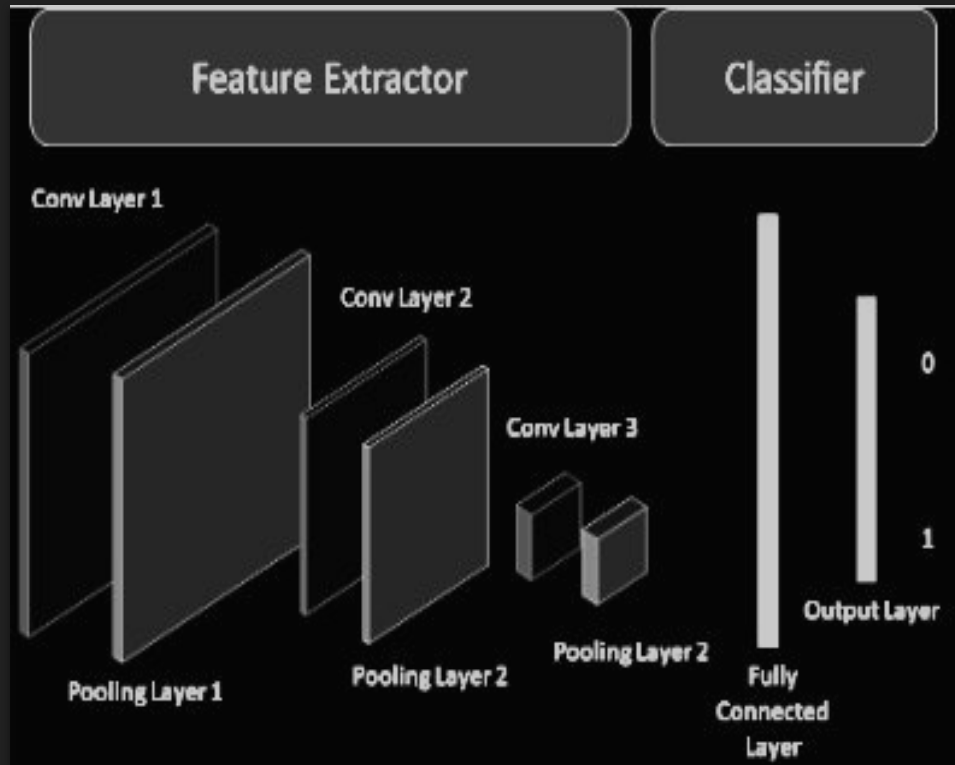 Feature Extractor
Classifier
Conv Layer 1
Conv Layer 2
Conv Layer 3
0
1
Output Layer
Pooling Layer 1
Pooling Layer 2
Pooling Layer 2
Fully
Connected
Layer